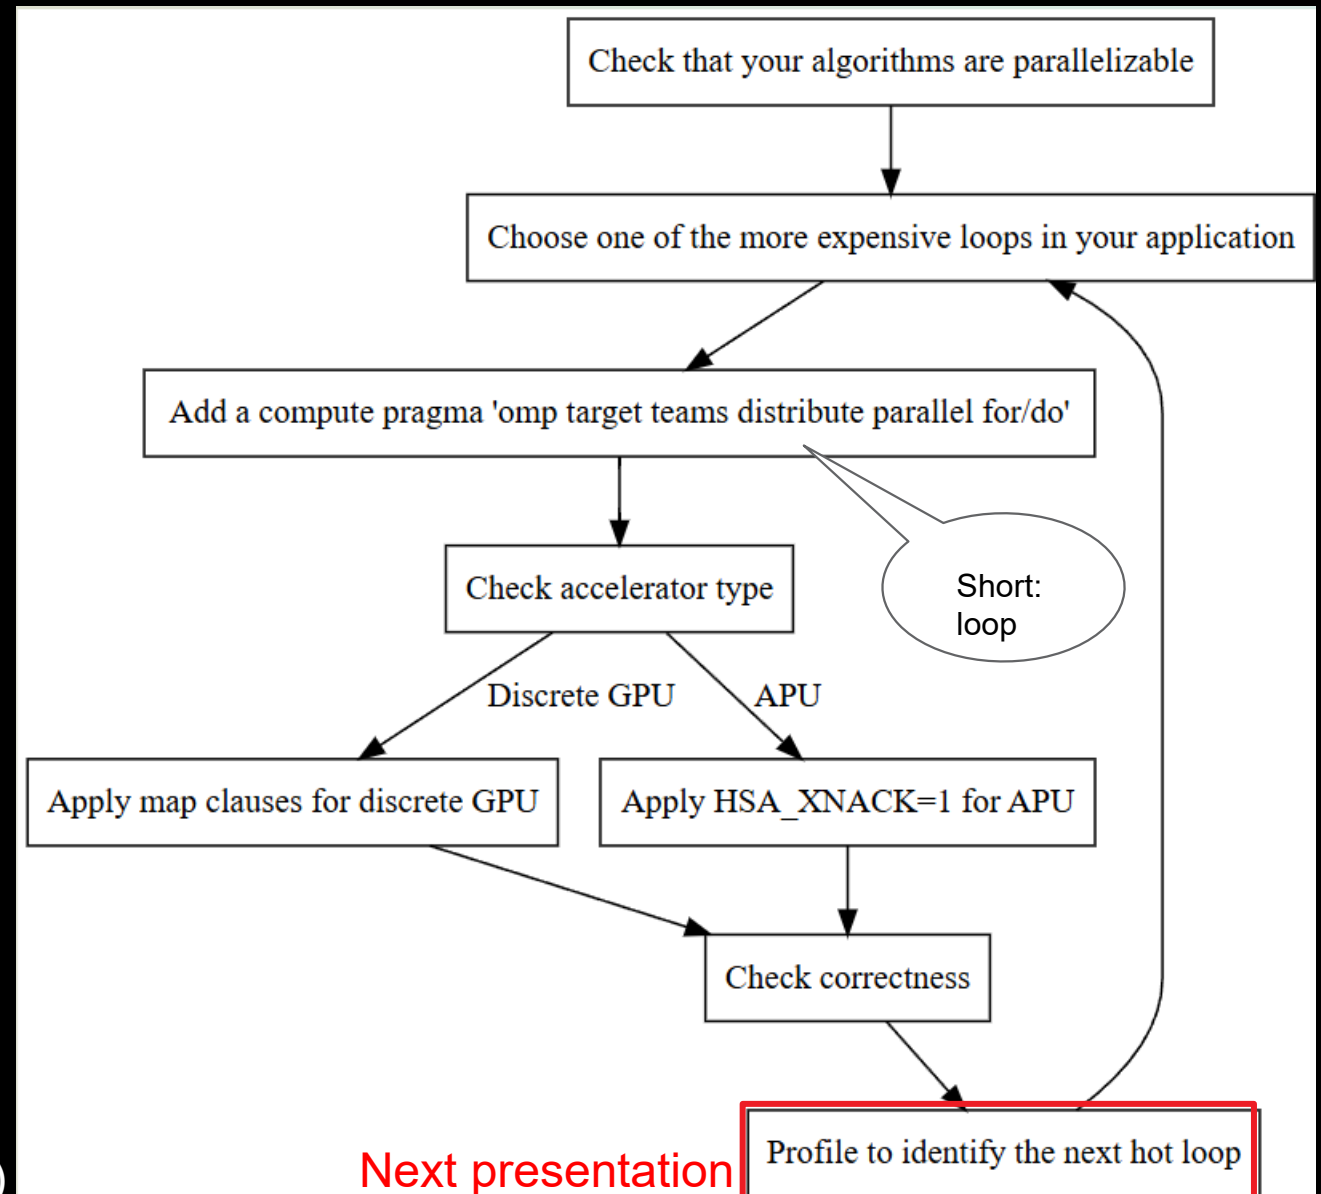 Check that your algorithms are parallelizable
Choose one of the more expensive loops in your application
Add a compute pragma 'omp target teams distribute parallel for/do'
Short:
loop
Check accelerator type
Discrete GPU
APU
Apply map clauses for discrete GPU
Apply HSA_XNACK=1 for APU
Check correctness
Next presentation
Profile to identify the next hot loop